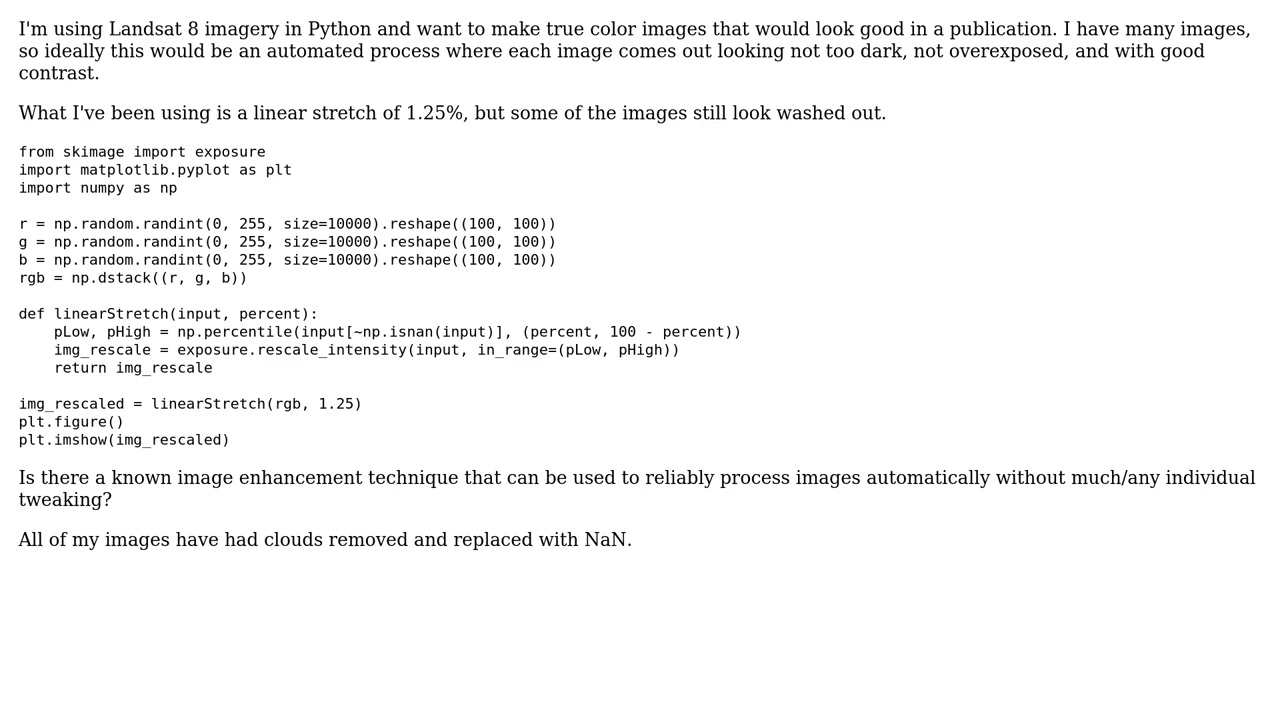 I'm using Landsat 8 imagery in Python and want to make true color images that would look good in a publication. I have many images,
so ideally this would be an automated process where each image comes out looking not too dark, not overexposed, and with good
contrast.
What I've been using is a linear stretch of 1.25%, but some of the images still look washed out.
from skimage import exposure
import matplotlib.pyplot as plt
import numpy as np
r = np.random.randint(0, 255, size=10000).reshape((100, 100))
g = np.random.randint(0, 255, size=10000).reshape((100, 100))
b = np.random.randint(0, 255, size=10000).reshape((100, 100))
rgb = np.dstack((r, g, b))
def linearStretch(input, percent):
    pLow, pHigh = np.percentile(input[~np.isnan(input)], (percent, 100 - percent))
    img_rescale = exposure.rescale_intensity(input, in_range=(pLow, pHigh))
    return img_rescale
img_rescaled = linearStretch(rgb, 1.25)
plt.figure()
plt.imshow(img_rescaled)
Is there a known image enhancement technique that can be used to reliably process images automatically without much/any individual
tweaking?
All of my images have had clouds removed and replaced with NaN.